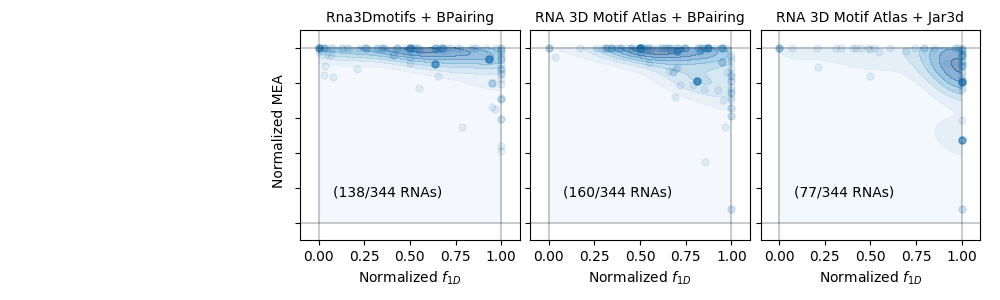 Rna3Dmotifs + BPairing
RNA 3D Motif Atlas + BPairing
RNA 3D Motif Atlas + Jar3d
Normalized MEA
(138/344 RNAs)
(160/344 RNAs)
(77/344 RNAs)
0.00 0.25 0.50 0.75 1.00
0.00 0.25 0.50 0.75 1.00
0.00 0.25 0.50 0.75 1.00
Normalized f1D
Normalized f1D
Normalized f1D